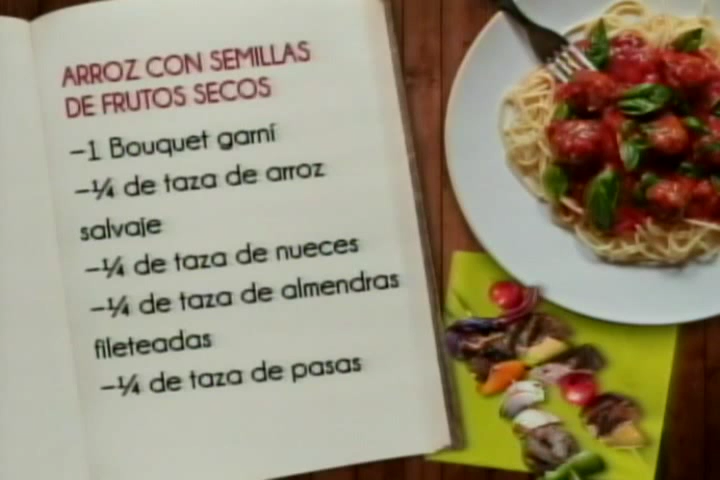 ARROZ CON SEMILLAS
DE FRUTOS SECOS
-1 Bouquet garní
-¼ de taza de arroz
salvaje
-¼ de taza de nueces
-¼ de taza de almendras
fileteadas
-¼ de taza de pasas